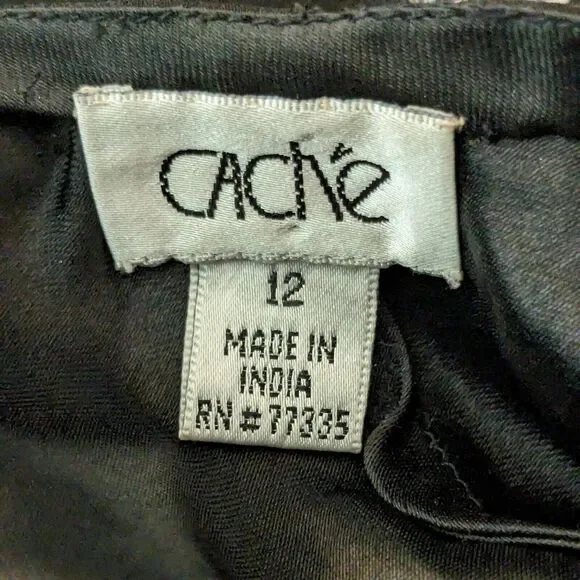 caché
12
MADE IN
INDIA
RN # 77335